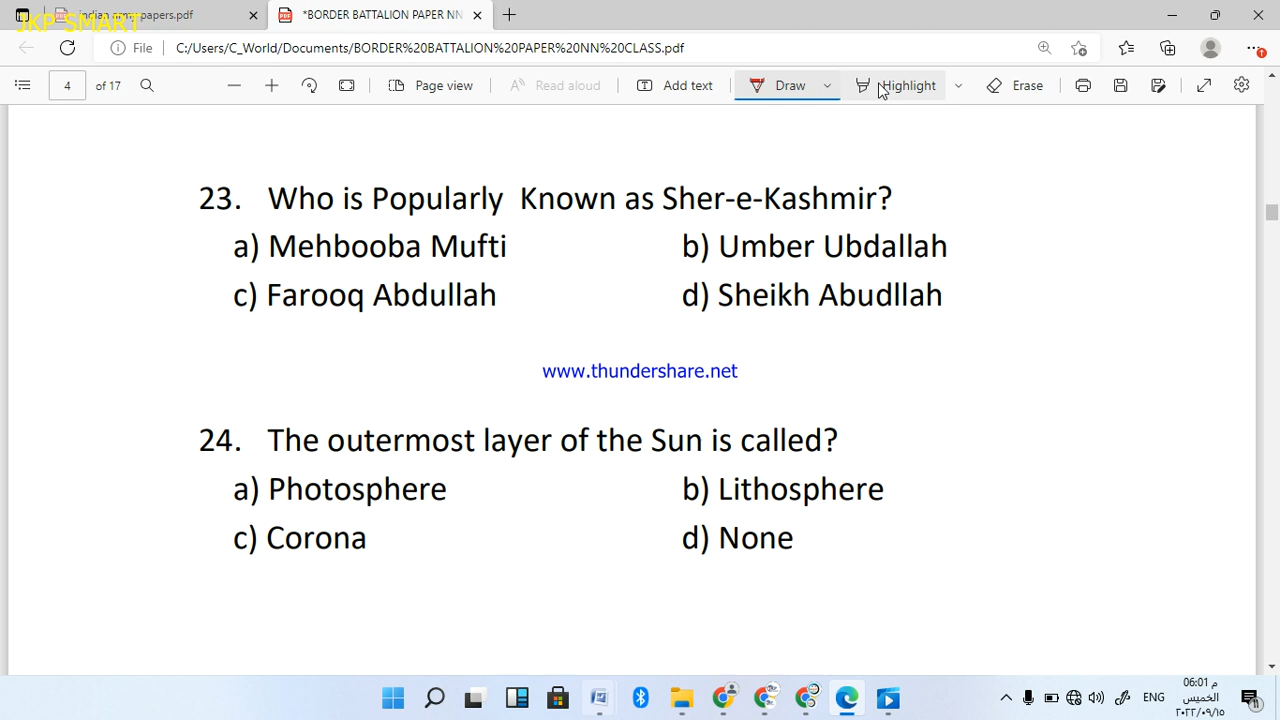 JKP SMART
papers.pdf
*BORDER BATTALION PAPER NN
File
C:/Users/C_World/Documents/BORDER%20BATTALION%20PAPER%20NN%20CLASS.pdf
4 of 17
Page view
Read aloud
Add text
Draw
Highlight
Erase
23. Who is Popularly Known as Sher-e-Kashmir?
a) Mehbooba Mufti b) Umber Ubdallah
c) Farooq Abdullah d) Sheikh Abudllah
www.thundershare.net
24. The outermost layer of the Sun is called?
a) Photosphere b) Lithosphere
c) Corona d) None
ENG
06:01 م
الخميس
٢٠٢٢/٠٩/١٥